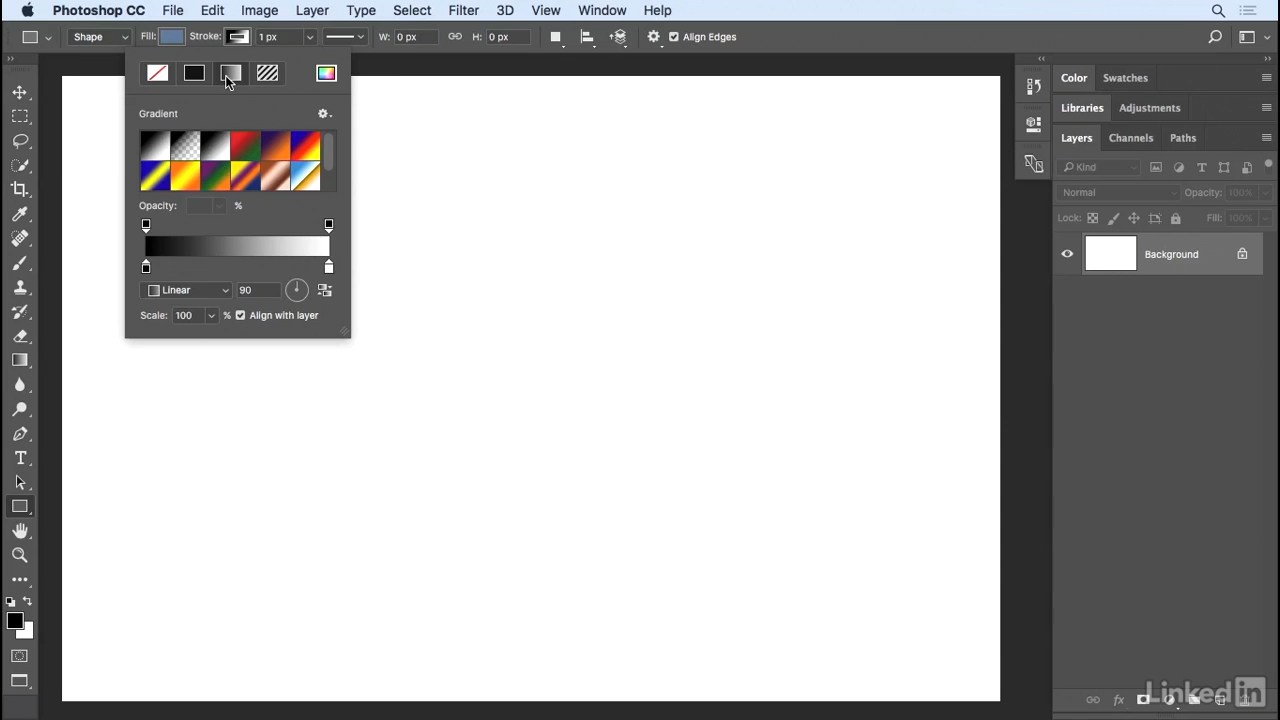 Photoshop CC File Edit Image Layer Type Select Filter 3D View Window Help
Shape Fill: Stroke: 1 px W: 0 px H: 0 px Align Edges
Color Swatches
Gradient
Libraries Adjustments
Layers Channels Paths
Kind
Normal Opacity: 100%
Opacity: %
Lock: Fill: 100%
Background
Linear 90
Scale: 100 % Align with layer
Linked in